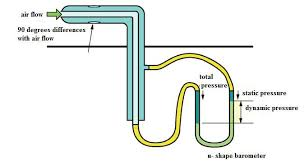 air flow
90 degrees differences
with air flow
total
pressure
static pressure
dynamic pressure
u- shape barometer